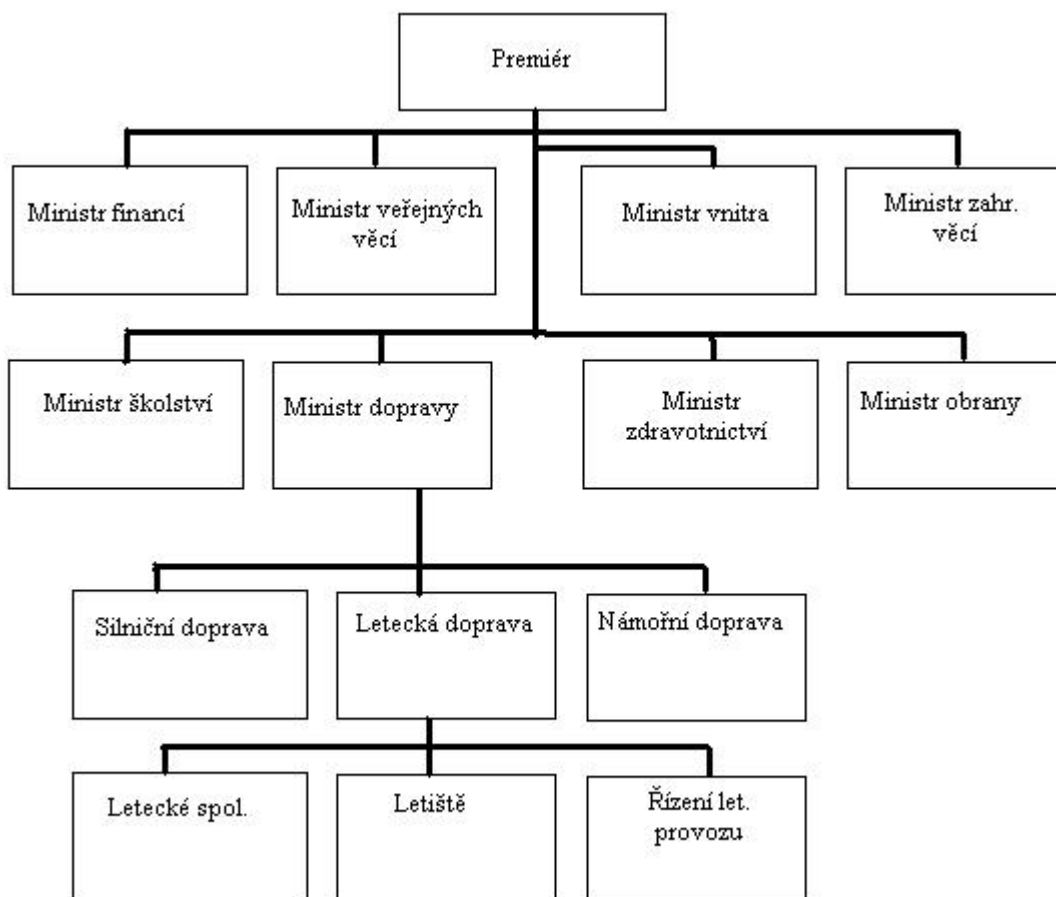 Premiér
Ministr financí
Ministr veřejných
věcí
Ministr vnitra
Ministr zahr.
věcí
Ministr školství
Ministr dopravy
Ministr
zdravotnictví
Ministr obrany
Silniční doprava
Letecká doprava
Námořní doprava
Letecké spol.
Letiště
Řízení let.
provozu